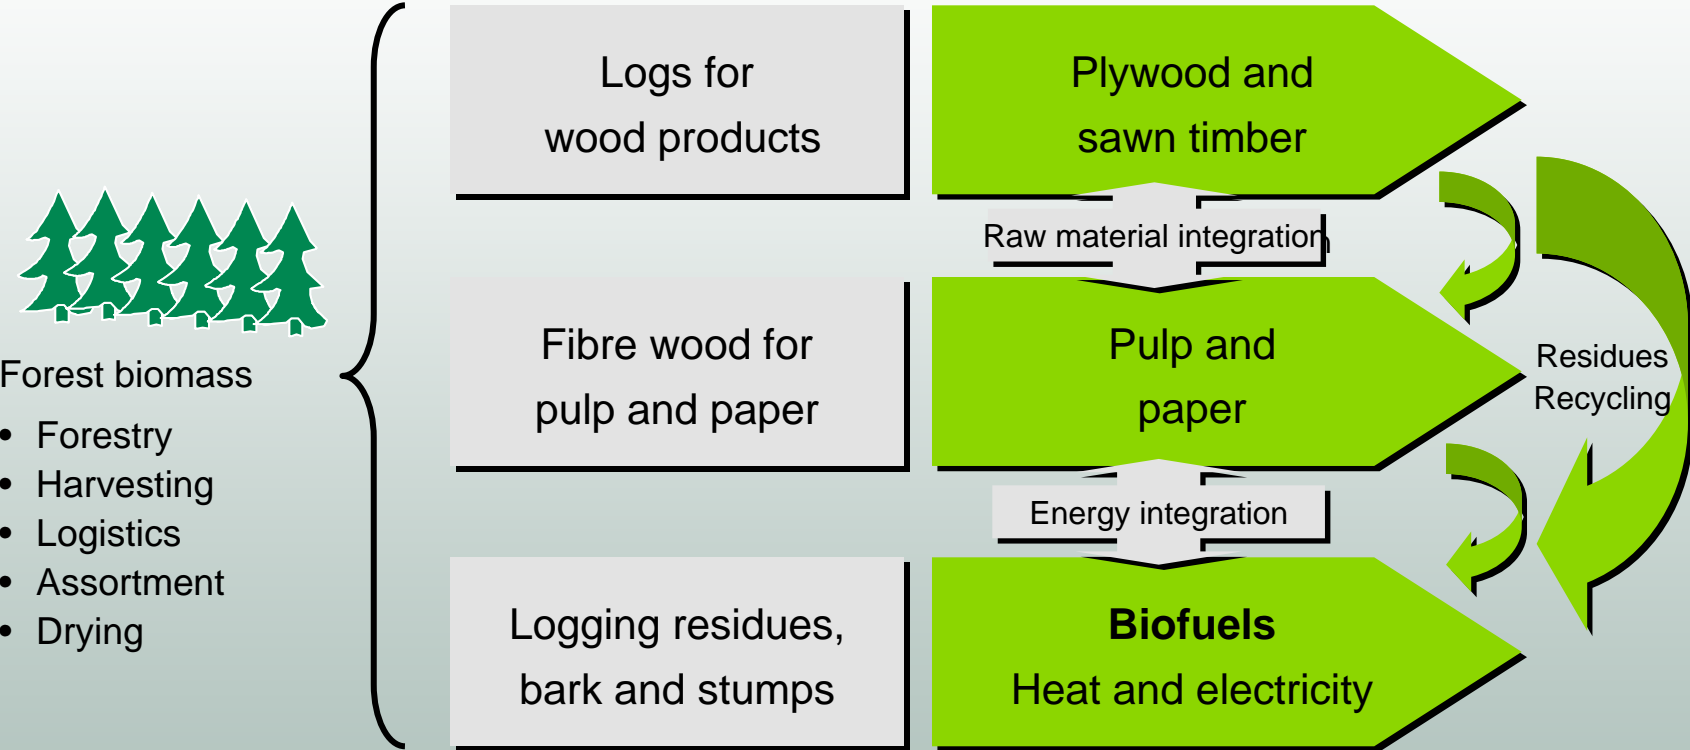 Forest biomass
• Forestry
• Harvesting
• Logistics
• Assortment
• Drying
Logs for
wood products
Plywood and
sawn timber
Raw material integration
Fibre wood for
pulp and paper
Pulp and
paper
Residues
Recycling
Energy integration
Logging residues,
bark and stumps
Biofuels
Heat and electricity